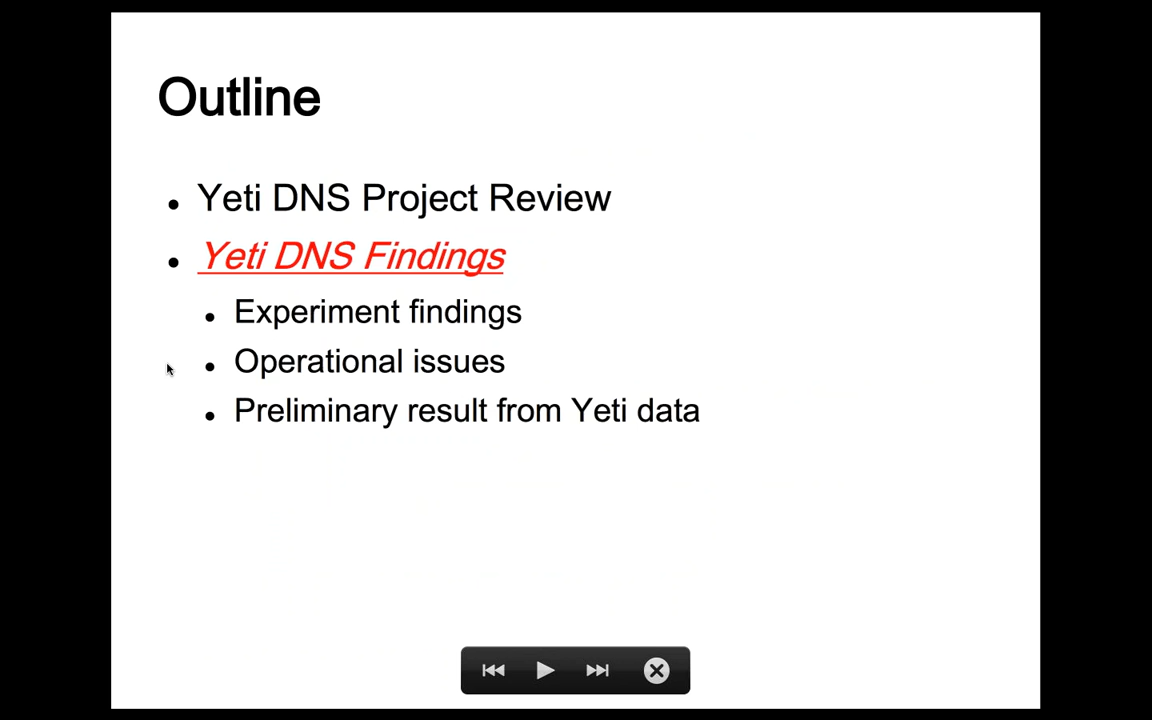 Outline
Yeti DNS Project Review
Yeti DNS Findings
Experiment findings
Operational issues
Preliminary result from Yeti data